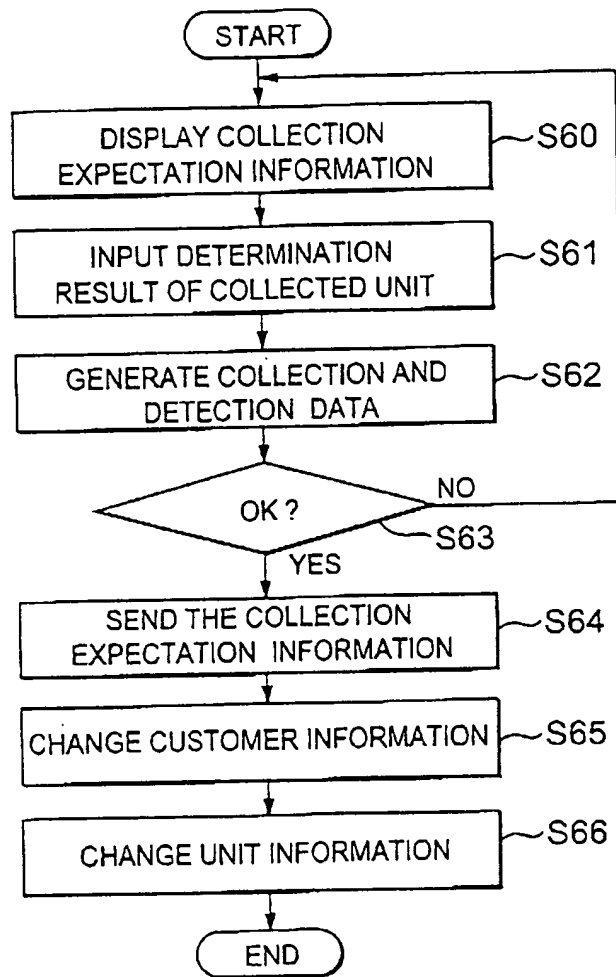 START
DISPLAY COLLECTION
EXPECTATION INFORMATION
S60
INPUT DETERMINATION
RESULT OF COLLECTED UNIT
S61
GENERATE COLLECTION AND
DETECTION DATA
S62
OK ?
NO
S63
YES
SEND THE COLLECTION
EXPECTATION INFORMATION
S64
CHANGE CUSTOMER INFORMATION
S65
CHANGE UNIT INFORMATION
S66
END